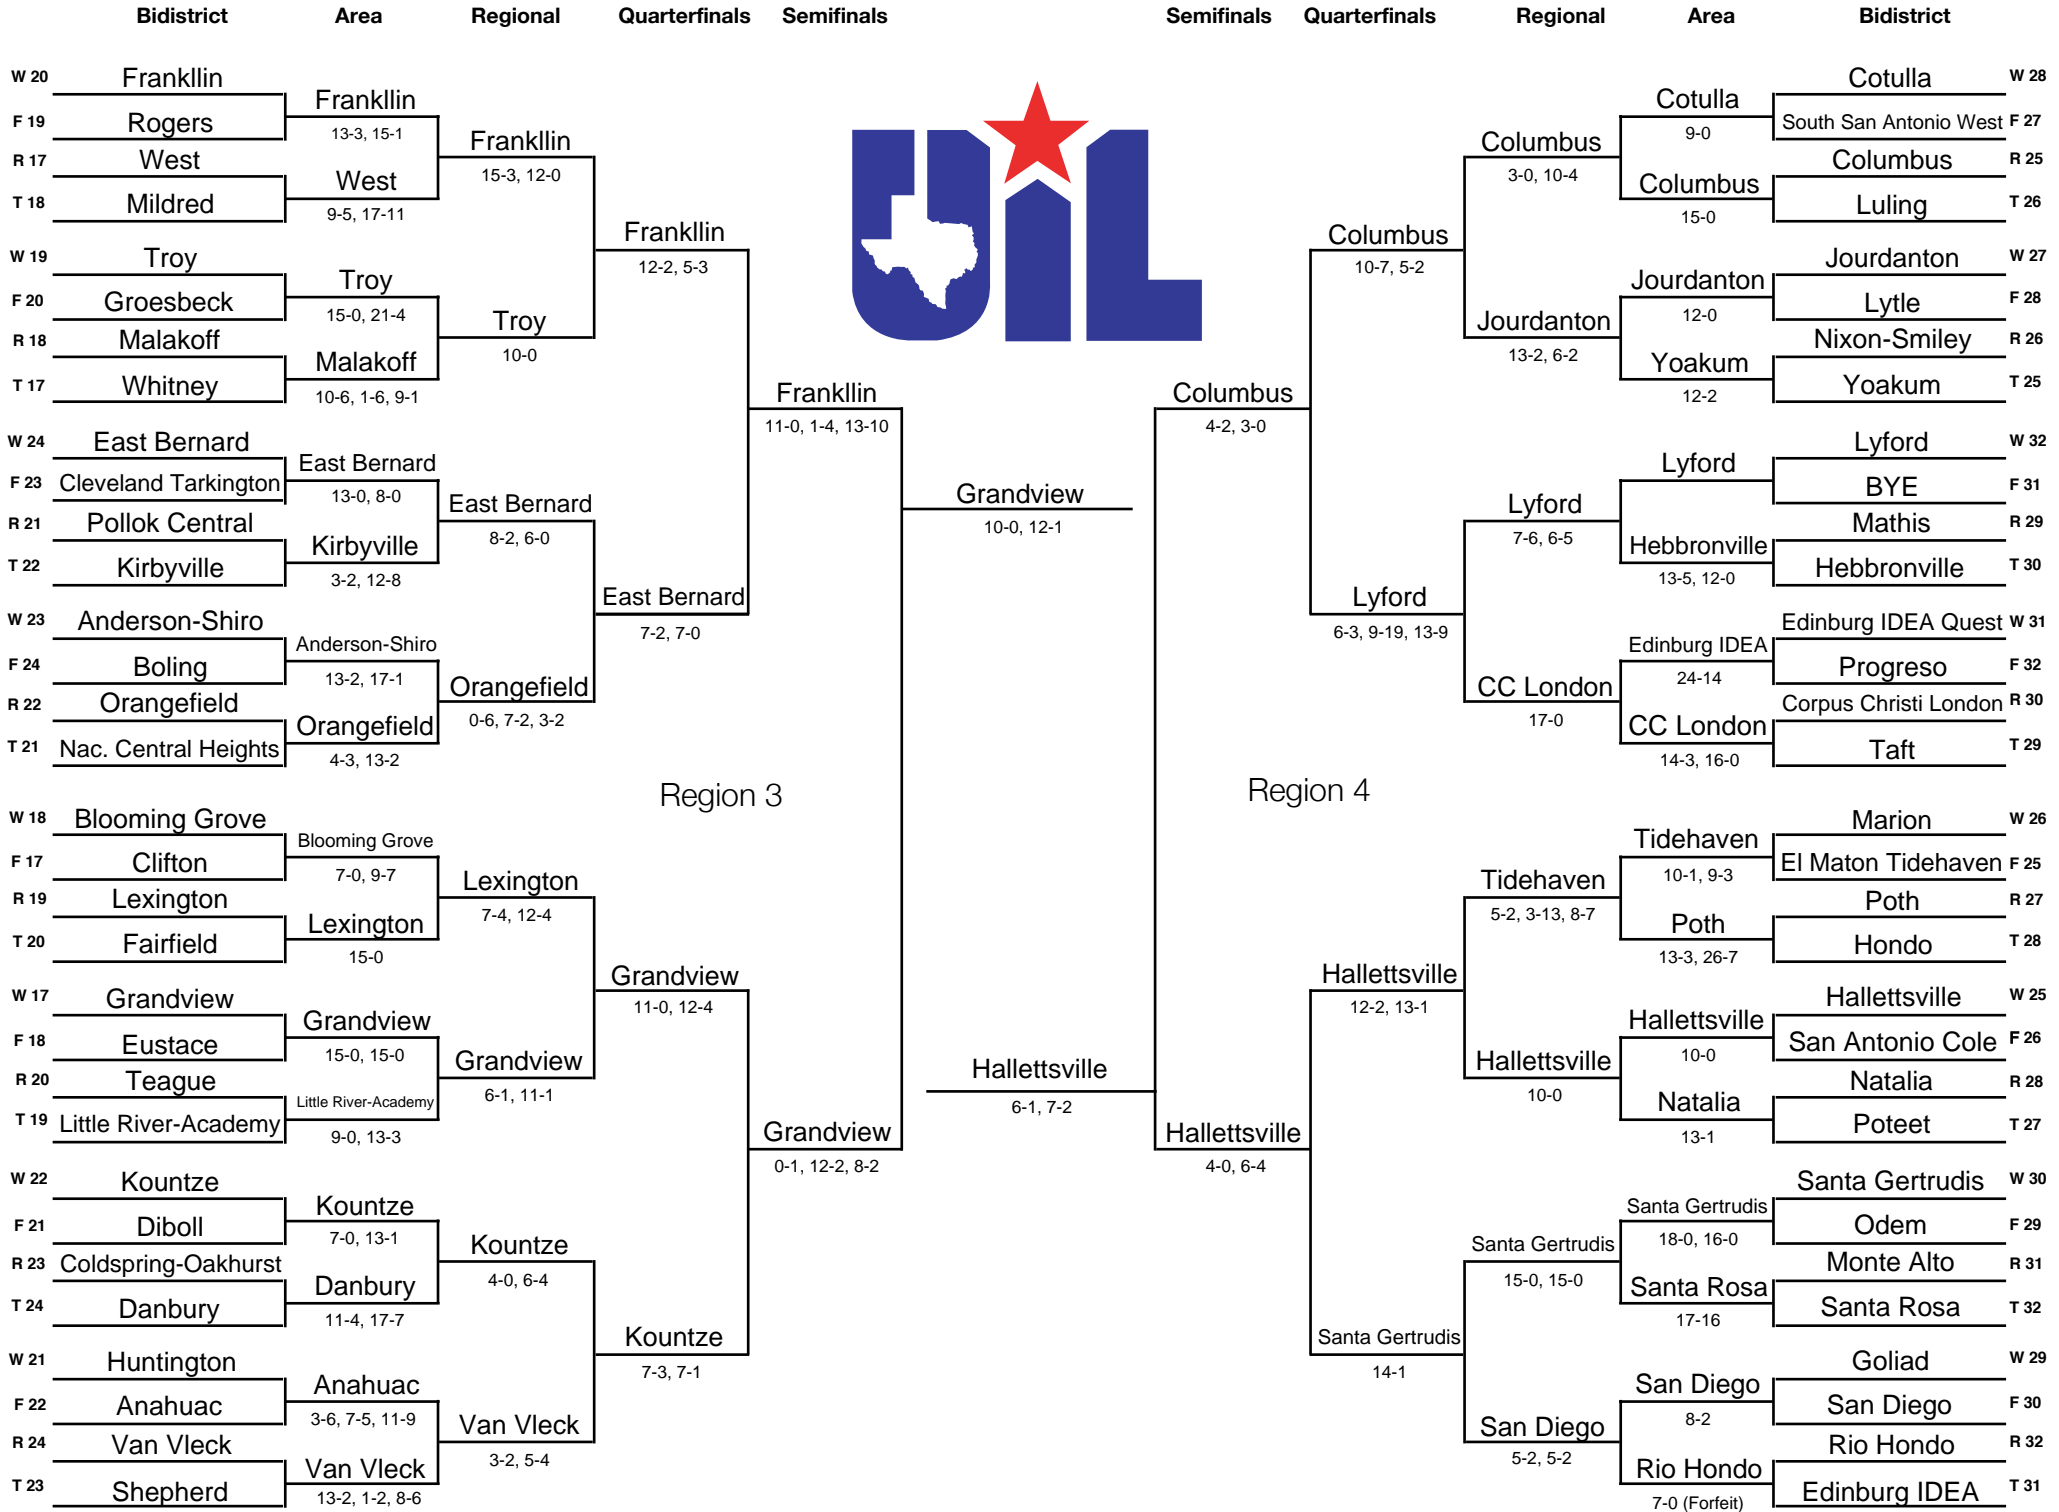 Bidistrict Area Regional Quarterfinals Semifinals Semifinals Quarterfinals Regional Area Bidistrict
W 20 Frankllin
F 19 Rogers
R 17 West
T 18 Mildred
W 19 Troy
F 20 Groesbeck
R 18 Malakoff
T 17 Whitney
W 24 East Bernard
F 23 Cleveland Tarkington
R 21 Pollok Central
T 22 Kirbyville
W 23 Anderson-Shiro
F 24 Boling
R 22 Orangefield
T 21 Nac. Central Heights
W 18 Blooming Grove
F 17 Clifton
R 19 Lexington
T 20 Fairfield
W 17 Grandview
F 18 Eustace
R 20 Teague
T 19 Little River-Academy
W 22 Kountze
F 21 Diboll
R 23 Coldspring-Oakhurst
T 24 Danbury
W 21 Huntington
F 22 Anahuac
R 24 Van Vleck
T 23 Shepherd
Frankllin
13-3, 15-1
West
9-5, 17-11
Troy
15-0, 21-4
Malakoff
10-6, 1-6, 9-1
East Bernard
13-0, 8-0
Kirbyville
3-2, 12-8
Anderson-Shiro
13-2, 17-1
Orangefield
4-3, 13-2
Blooming Grove
7-0, 9-7
Lexington
15-0
Grandview
15-0, 15-0
Little River-Academy
9-0, 13-3
Kountze
7-0, 13-1
Danbury
11-4, 17-7
Anahuac
3-6, 7-5, 11-9
Van Vleck
13-2, 1-2, 8-6
Frankllin
15-3, 12-0
Troy
10-0
East Bernard
8-2, 6-0
Orangefield
0-6, 7-2, 3-2
Lexington
7-4, 12-4
Grandview
6-1, 11-1
Kountze
4-0, 6-4
Van Vleck
3-2, 5-4
Frankllin
12-2, 5-3
East Bernard
7-2, 7-0
Region 3
Grandview
11-0, 12-4
Kountze
7-3, 7-1
Frankllin
11-0, 1-4, 13-10
Grandview
0-1, 12-2, 8-2
UIL
Grandview
10-0, 12-1
Hallettsville
6-1, 7-2
Columbus
4-2, 3-0
Hallettsville
4-0, 6-4
Columbus
10-7, 5-2
Lyford
6-3, 9-19, 13-9
Region 4
Hallettsville
12-2, 13-1
Santa Gertrudis
14-1
Columbus
3-0, 10-4
Jourdanton
13-2, 6-2
Lyford
7-6, 6-5
CC London
17-0
Tidehaven
5-2, 3-13, 8-7
Hallettsville
10-0
Santa Gertrudis
15-0, 15-0
San Diego
5-2, 5-2
Cotulla
9-0
Columbus
15-0
Jourdanton
12-0
Yoakum
12-2
Lyford
Hebbronville
13-5, 12-0
Edinburg IDEA
24-14
CC London
14-3, 16-0
Tidehaven
10-1, 9-3
Poth
13-3, 26-7
Hallettsville
10-0
Natalia
13-1
Santa Gertrudis
18-0, 16-0
Santa Rosa
17-16
San Diego
8-2
Rio Hondo
7-0 (Forfeit)
Cotulla W 28
South San Antonio West F 27
Columbus R 25
Luling T 26
Jourdanton W 27
Lytle F 28
Nixon-Smiley R 26
Yoakum T 25
Lyford W 32
BYE F 31
Mathis R 29
Hebbronville T 30
Edinburg IDEA Quest W 31
Progreso F 32
Corpus Christi London R 30
Taft T 29
Marion W 26
El Maton Tidehaven F 25
Poth R 27
Hondo T 28
Hallettsville W 25
San Antonio Cole F 26
Natalia R 28
Poteet T 27
Santa Gertrudis W 30
Odem F 29
Monte Alto R 31
Santa Rosa T 32
Goliad W 29
San Diego F 30
Rio Hondo R 32
Edinburg IDEA T 31